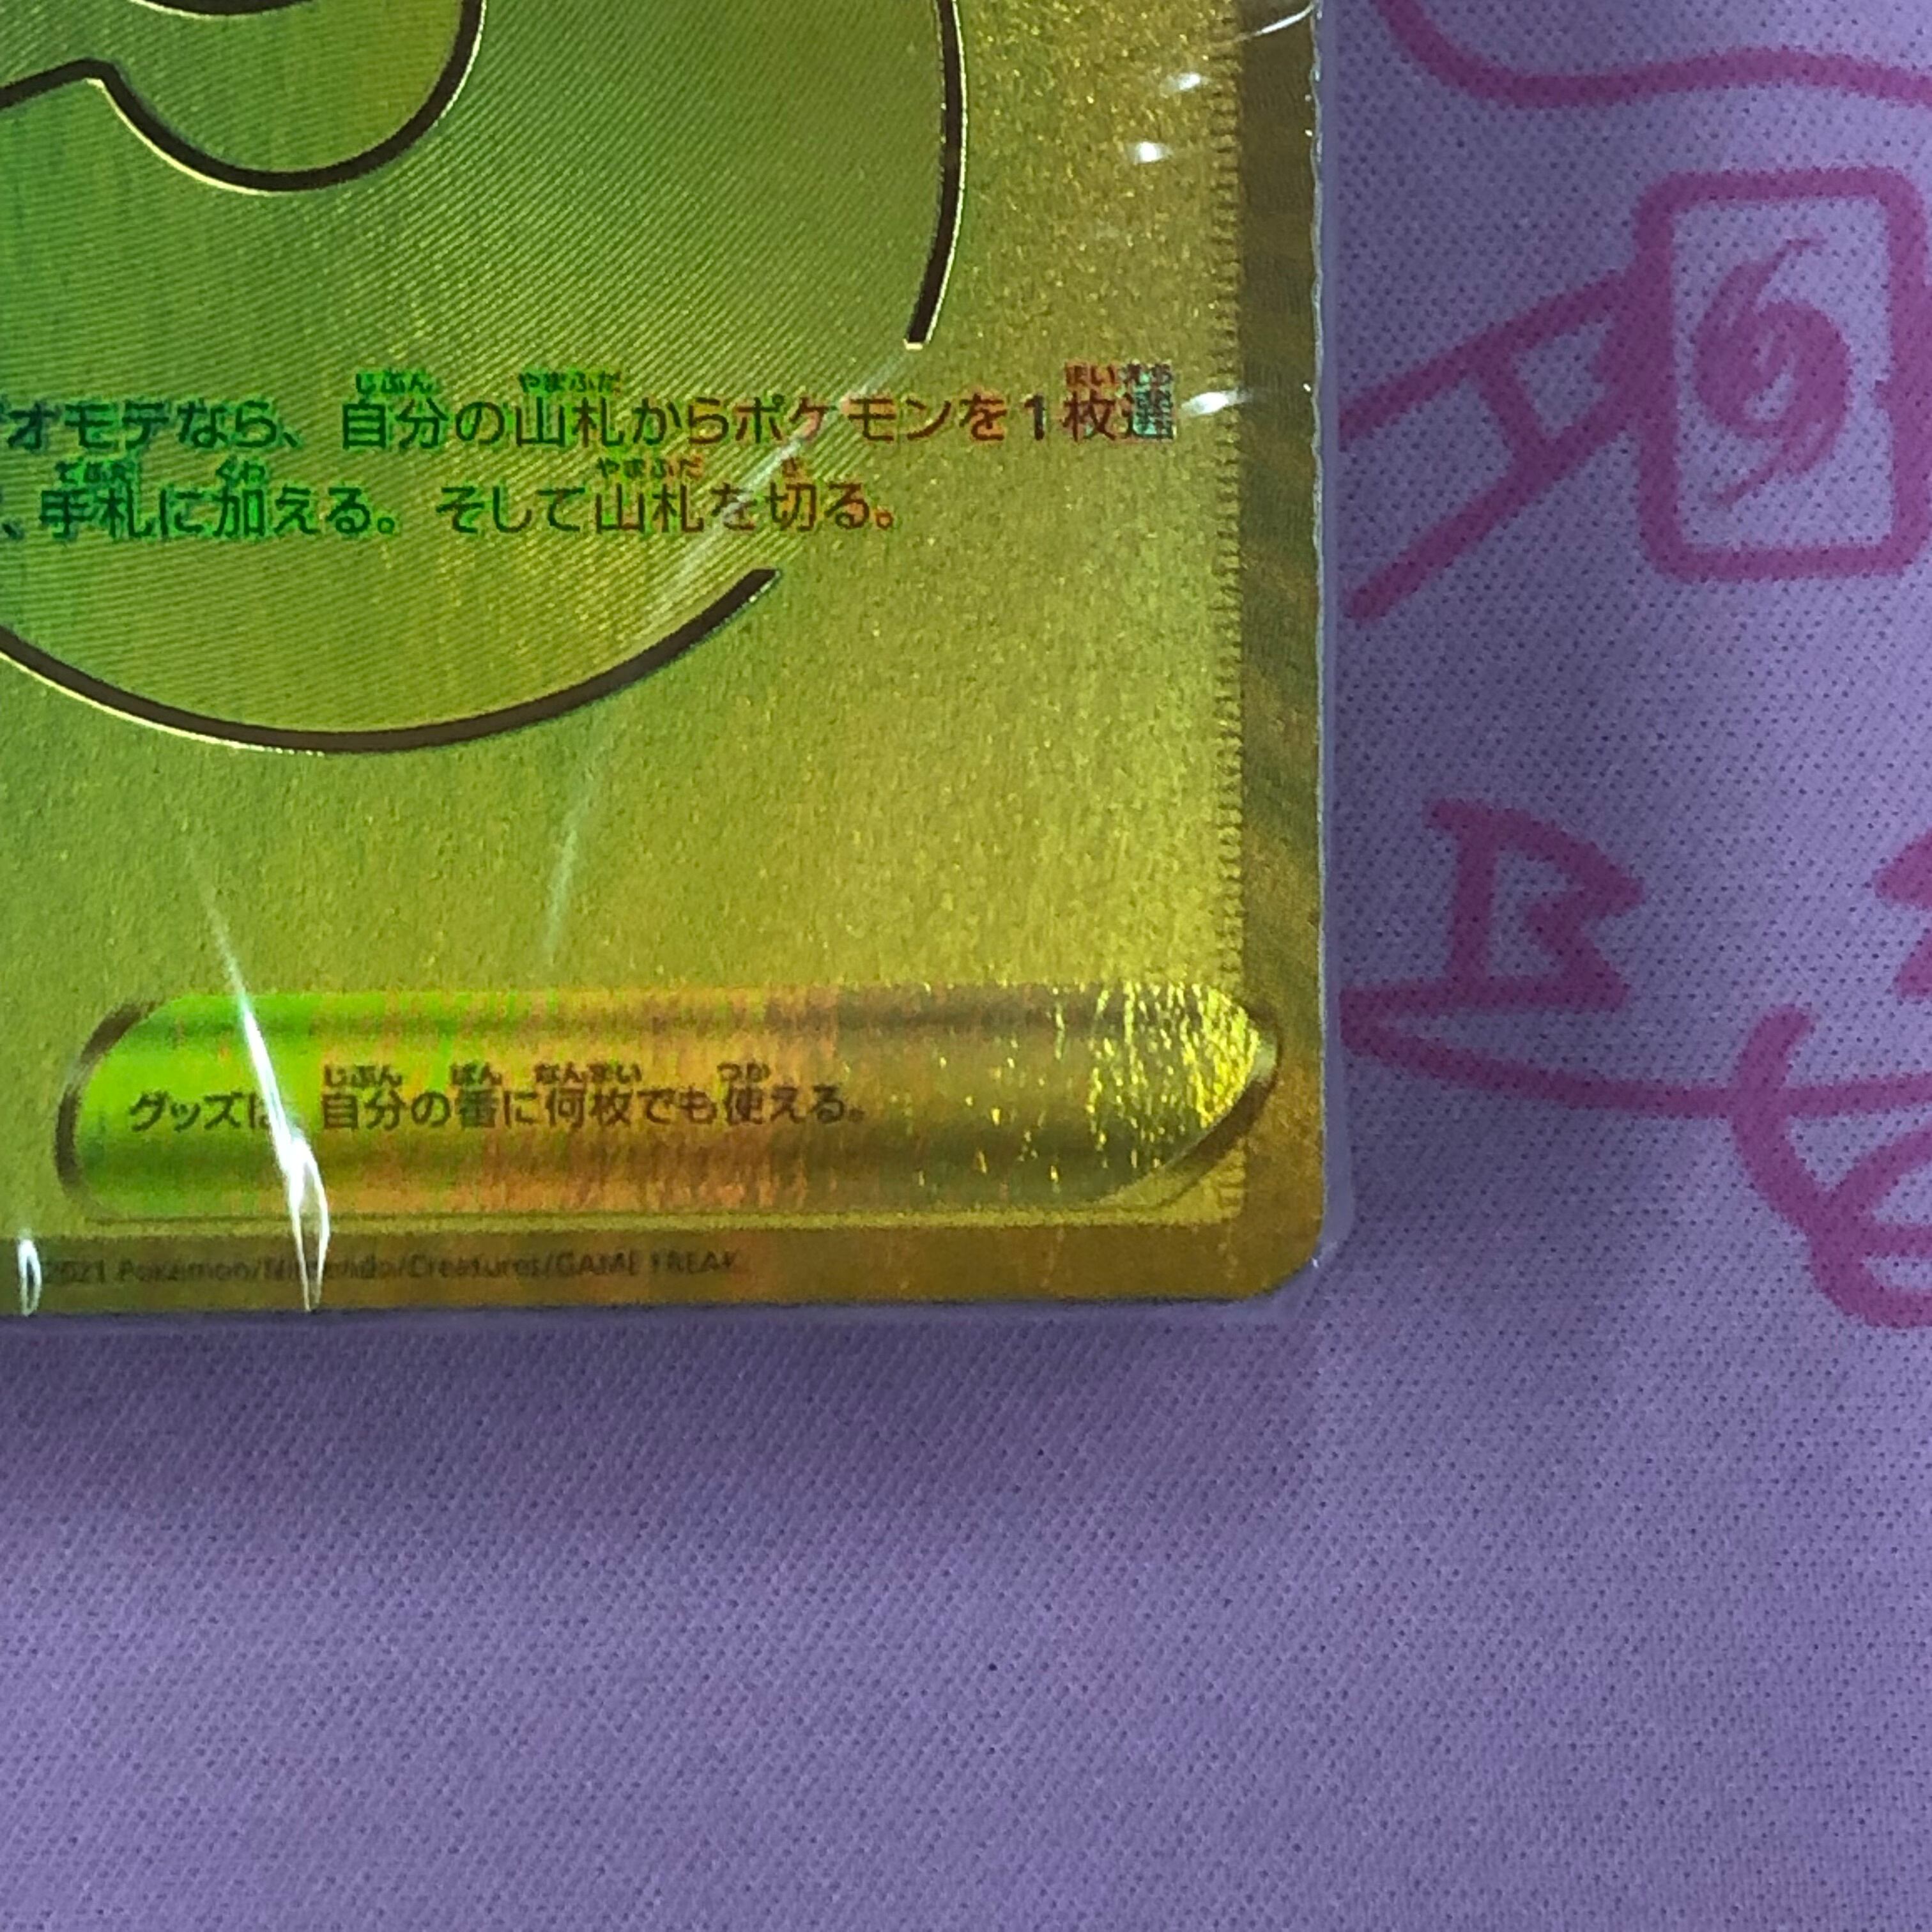 オモテなら、自分の山札からポケモンを1枚選
、手札に加える。そして山札を切る。
グッズは、自分の番に何枚でも使える。
2021 Pokémon/Nintendo/Creatures/GAME FREAK.